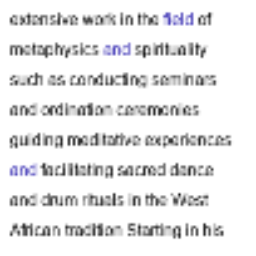 extensive work in the field of
metaphysics and spirituality
such as conducting seminars
and ordination ceremonies
guiding meditative experiences
and facilitating sacred dance
and drum rituals in the West
African tradition Starting in his